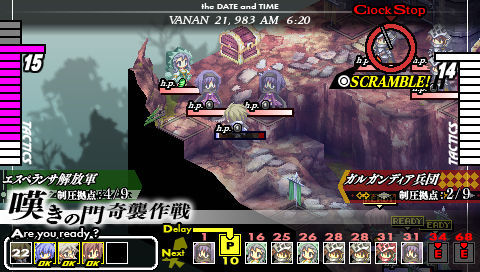 the DATE and TIME
VANAN 21, 983 AM 6:20
Clock Stop
SCRAMBLE!
15
14
TACTICS
TACTICS
h.p.
h.p.
h.p.
h.p.
h.p.
h.p.
エスペランサ解放軍
制圧拠点:4/9
ガルガンディア兵団
制圧拠点:2/9
嘆きの門奇襲作戦
READY
EADY
Are you ready ?
22
OK
OK
OK
Delay
Next
1
P
10
16
25
26
28
28
31
31
34
68
E
E